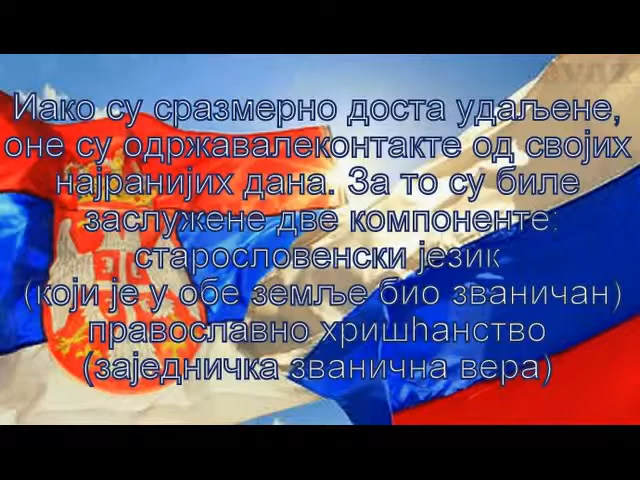 Иако су сразмерно доста удаљене,
оне су одржавалеконтакте од својих
најранијих дана. За то су биле
заслужене две компоненте:
старословенски језик
(који је у обе земље био званичан)
православно хришћанство
(заједничка званична вера)